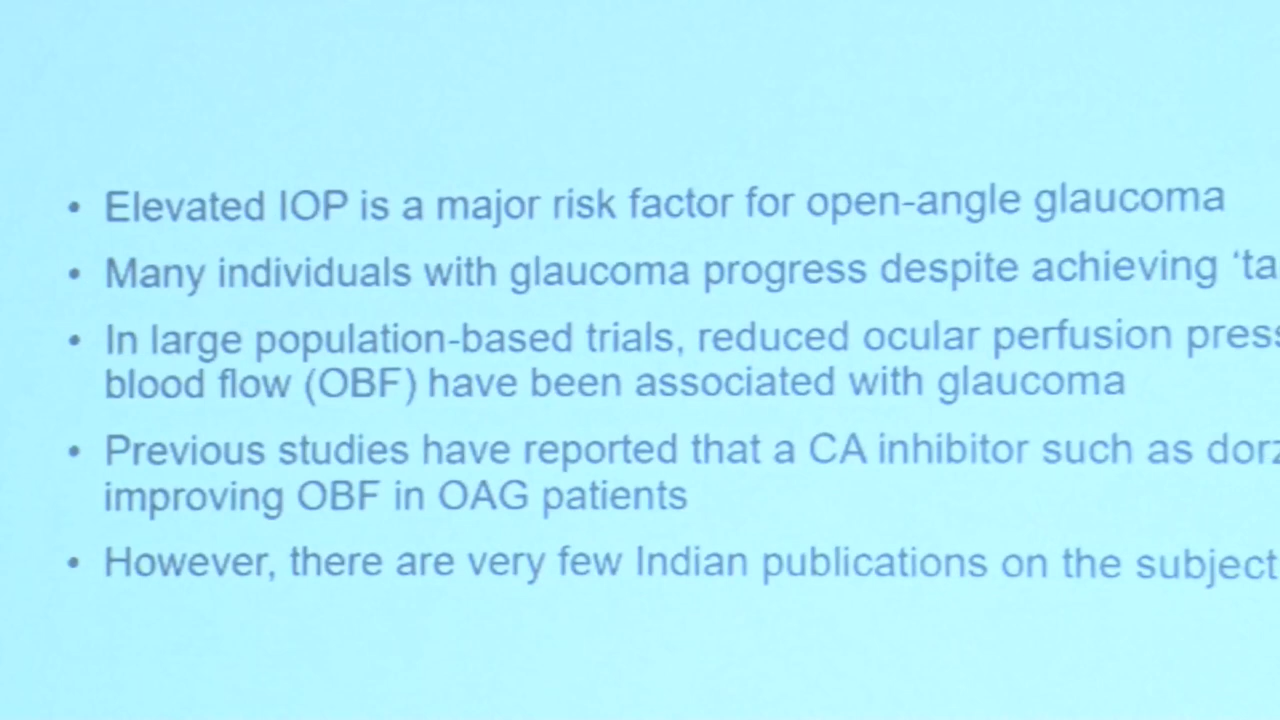 • Elevated IOP is a major risk factor for open-angle glaucoma
• Many individuals with glaucoma progress despite achieving ‘ta
• In large population-based trials, reduced ocular perfusion press
blood flow (OBF) have been associated with glaucoma
• Previous studies have reported that a CA inhibitor such as dorz
improving OBF in OAG patients
• However, there are very few Indian publications on the subject